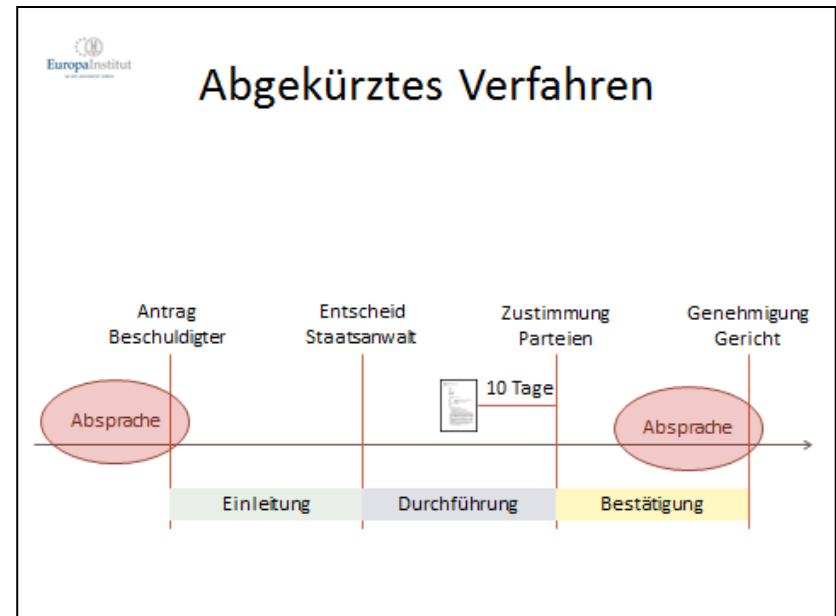 EuropaInstitut
Abgekürztes Verfahren
Antrag
Beschuldigter
Entscheid
Staatsanwalt
Zustimmung
Parteien
Genehmigung
Gericht
10 Tage
Absprache
Absprache
Einleitung
Durchführung
Bestätigung